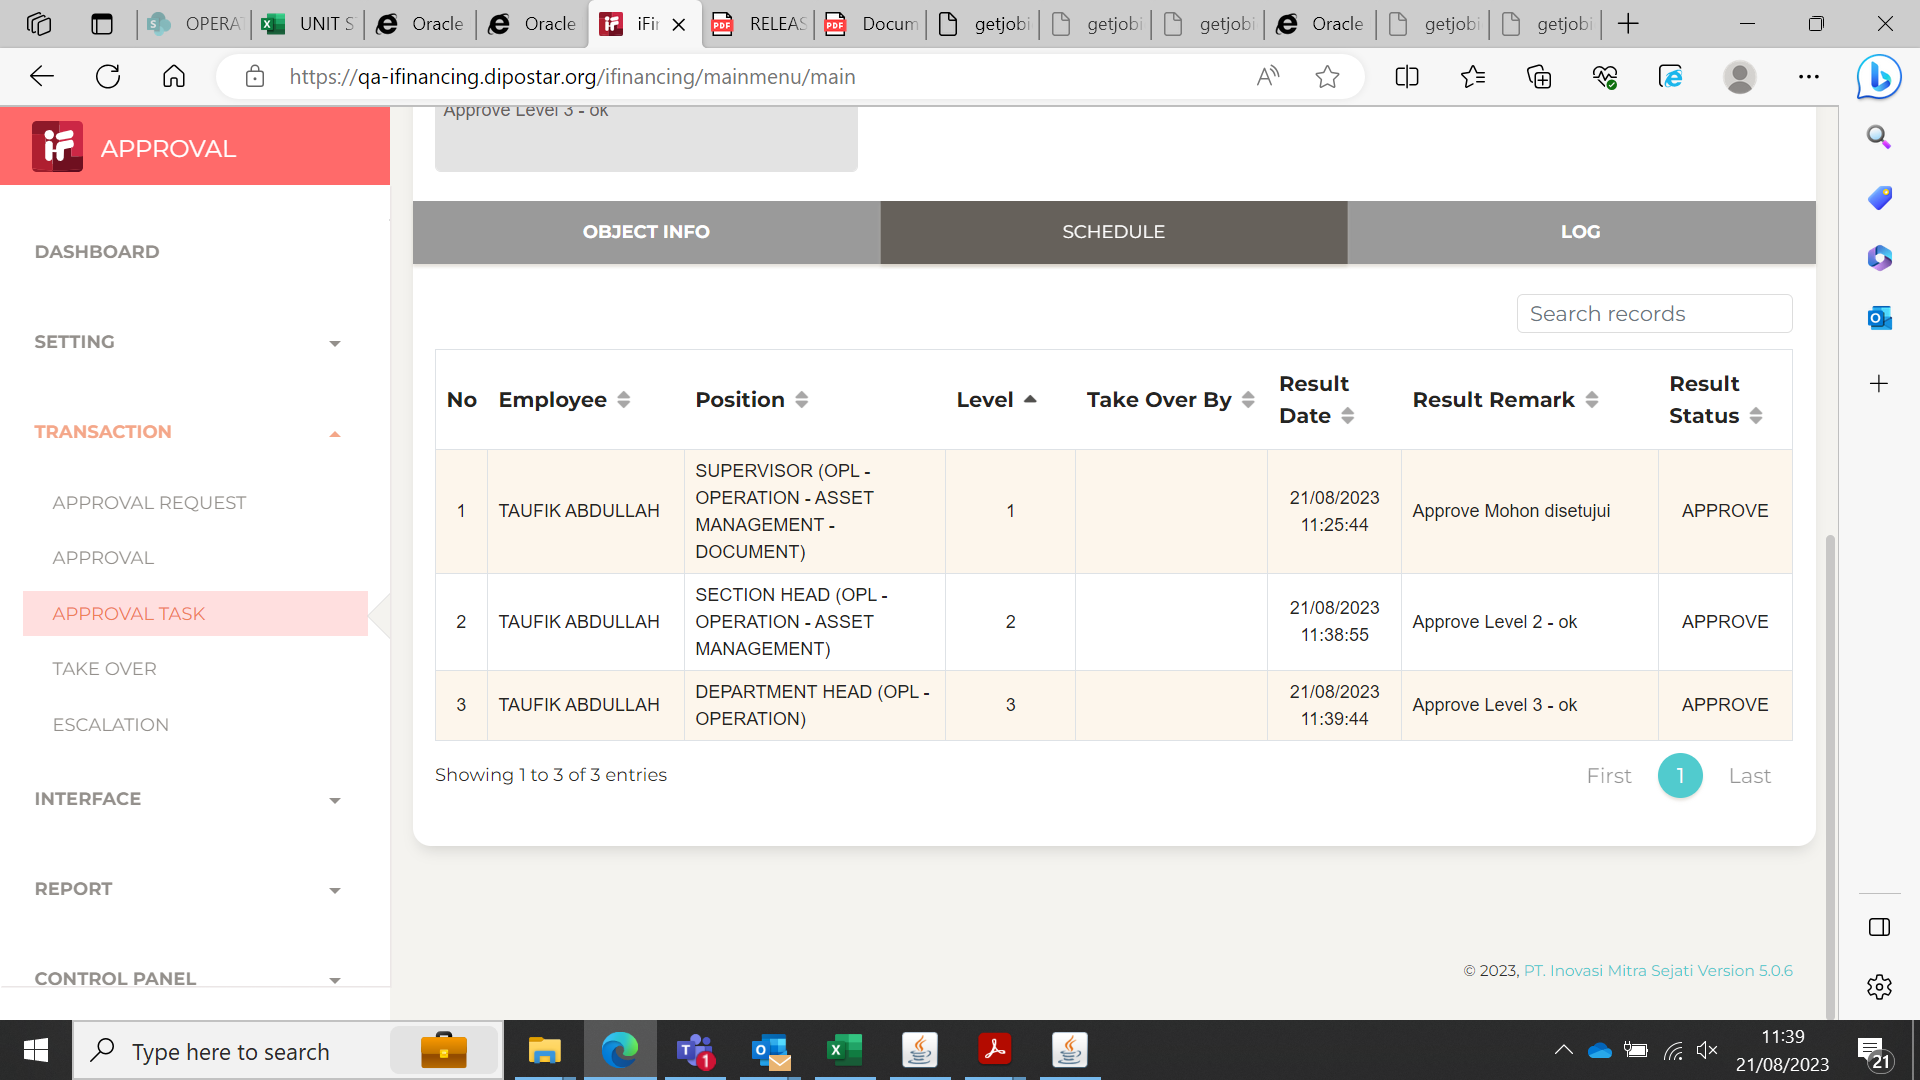 OPERAT
UNIT S
Oracle
Oracle
iFin
RELEAS
Docum
getjobi
getjobi
getjobi
Oracle
getjobi
getjobi
https://qa-ifinancing.dipostar.org/ifinancing/mainmenu/main
iF APPROVAL
DASHBOARD
SETTING
TRANSACTION
APPROVAL REQUEST
APPROVAL
APPROVAL TASK
TAKE OVER
ESCALATION
INTERFACE
REPORT
CONTROL PANEL
Approve Level 3 - ok
OBJECT INFO SCHEDULE LOG
Search records
No Employee Position Level Take Over By Result Date Result Remark Result Status
1 TAUFIK ABDULLAH SUPERVISOR (OPL - OPERATION - ASSET MANAGEMENT - DOCUMENT) 1 21/08/2023 11:25:44 Approve Mohon disetujui APPROVE
2 TAUFIK ABDULLAH SECTION HEAD (OPL - OPERATION - ASSET MANAGEMENT) 2 21/08/2023 11:38:55 Approve Level 2 - ok APPROVE
3 TAUFIK ABDULLAH DEPARTMENT HEAD (OPL - OPERATION) 3 21/08/2023 11:39:44 Approve Level 3 - ok APPROVE
Showing 1 to 3 of 3 entries
First 1 Last
© 2023, PT. Inovasi Mitra Sejati Version 5.0.6
Type here to search
1
11:39
21/08/2023
21